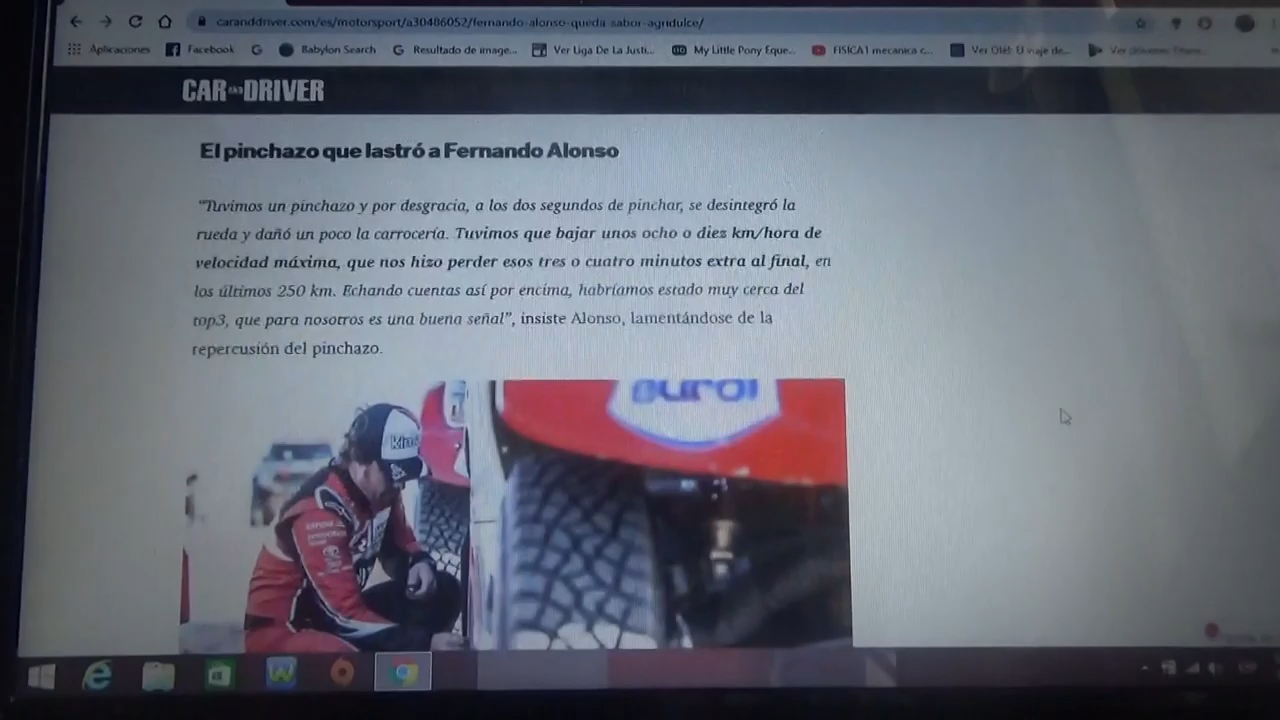 caranddriver.com/es/motorsport/a30486052/fernando-alonso-queda-sabor-agridulce/
Aplicaciones Facebook Babylon Search Resultado de image... Ver Liga De La Justi... My Little Pony Eque... FISICA1 mecanica c... Ver
CAR AND DRIVER
El pinchazo que lastró a Fernando Alonso
"Tuvimos un pinchazo y por desgracia, a los dos segundos de pinchar, se desintegró la
rueda y dañó un poco la carrocería. Tuvimos que bajar unos ocho o diez km/hora de
velocidad máxima, que nos hizo perder esos tres o cuatro minutos extra al final, en
los últimos 250 km. Echando cuentas así por encima, habríamos estado muy cerca del
top3, que para nosotros es una buena señal", insiste Alonso, lamentándose de la
repercusión del pinchazo.